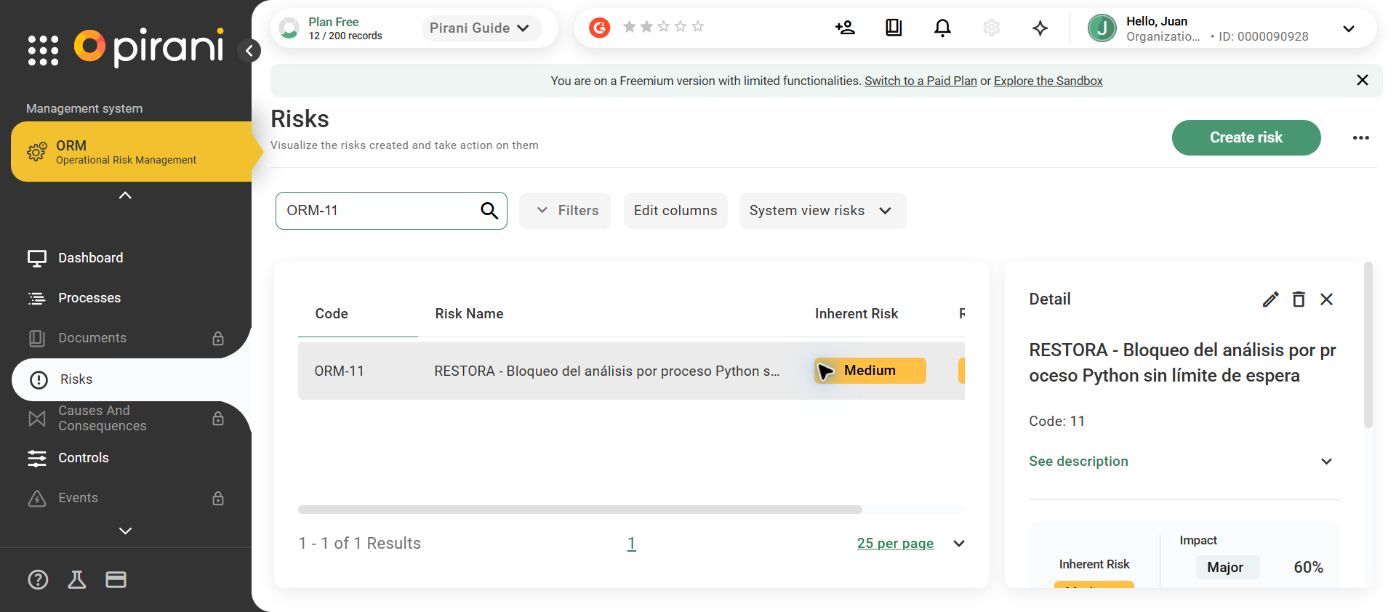 pirani
Plan Free
12 / 200 records
Pirani Guide
Hello, Juan
Organizatio... • ID: 0000090928
J
You are on a Freemium version with limited functionalities. Switch to a Paid Plan or Explore the Sandbox
Management system
ORM
Operational Risk Management
Dashboard
Processes
Documents
Risks
Causes And
Consequences
Controls
Events
Risks
Visualize the risks created and take action on them
Create risk
ORM-11
Filters
Edit columns
System view risks
Code
Risk Name
Inherent Risk
R
ORM-11
RESTORA - Bloqueo del análisis por proceso Python s...
Medium
1 - 1 of 1 Results
1
25 per page
Detail
RESTORA - Bloqueo del análisis por pr
oceso Python sin límite de espera
Code: 11
See description
Inherent Risk
Impact
Major
60%